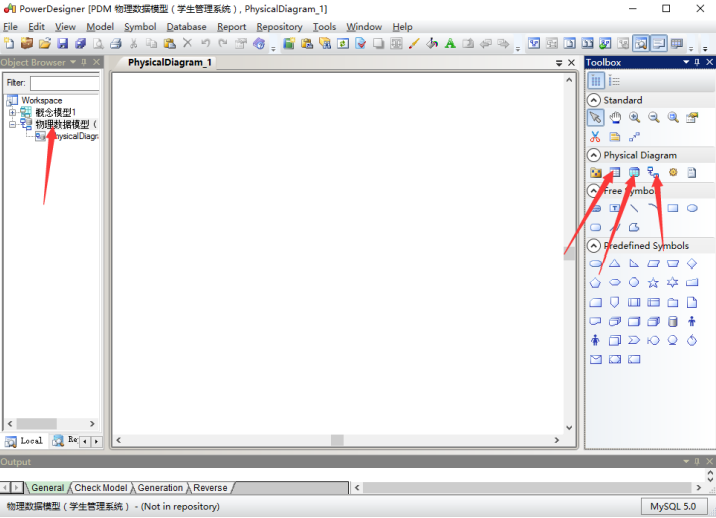 PowerDesigner [PDM 物理数据模型（学生管理系统）, PhysicalDiagram_1]
File Edit View Model Symbol Database Report Repository Tools Window Help
Object Browser
PhysicalDiagram_1
Toolbox
Filter:
Workspace
概念模型1
物理数据模型（
PhysicalDiagr
Standard
Physical Diagram
Free Symbols
Predefined Symbols
Local
Output
General Check Model Generation Reverse
物理数据模型（学生管理系统） - (Not in repository)
MySQL 5.0